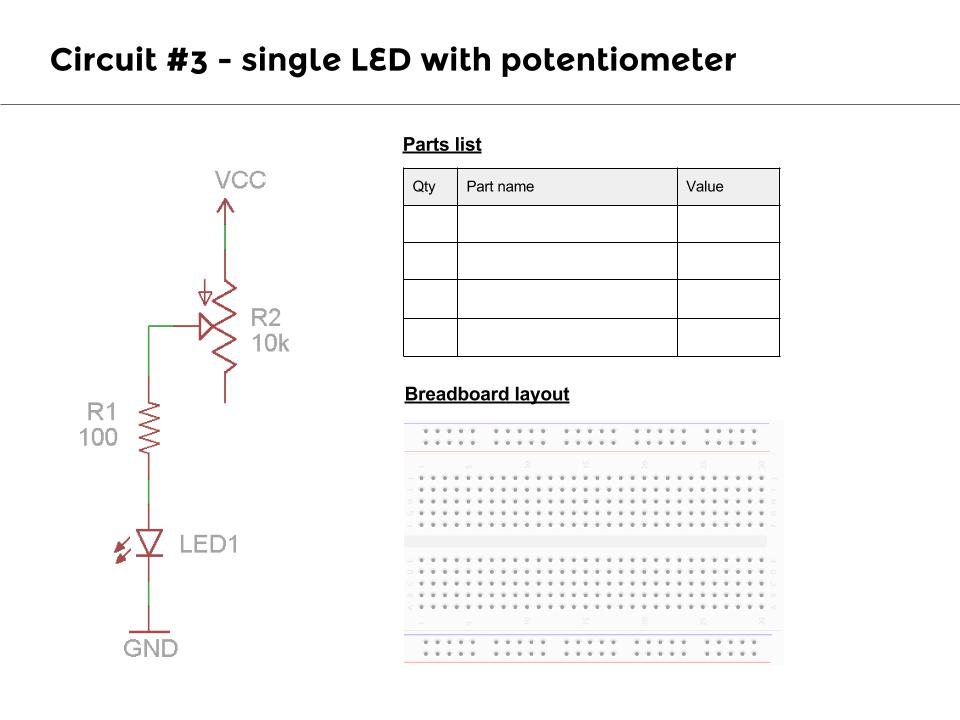 Circuit #3 - single LED with potentiometer
Parts list
Qty Part name Value
VCC
R2
10k
R1
100
LED1
GND
Breadboard layout